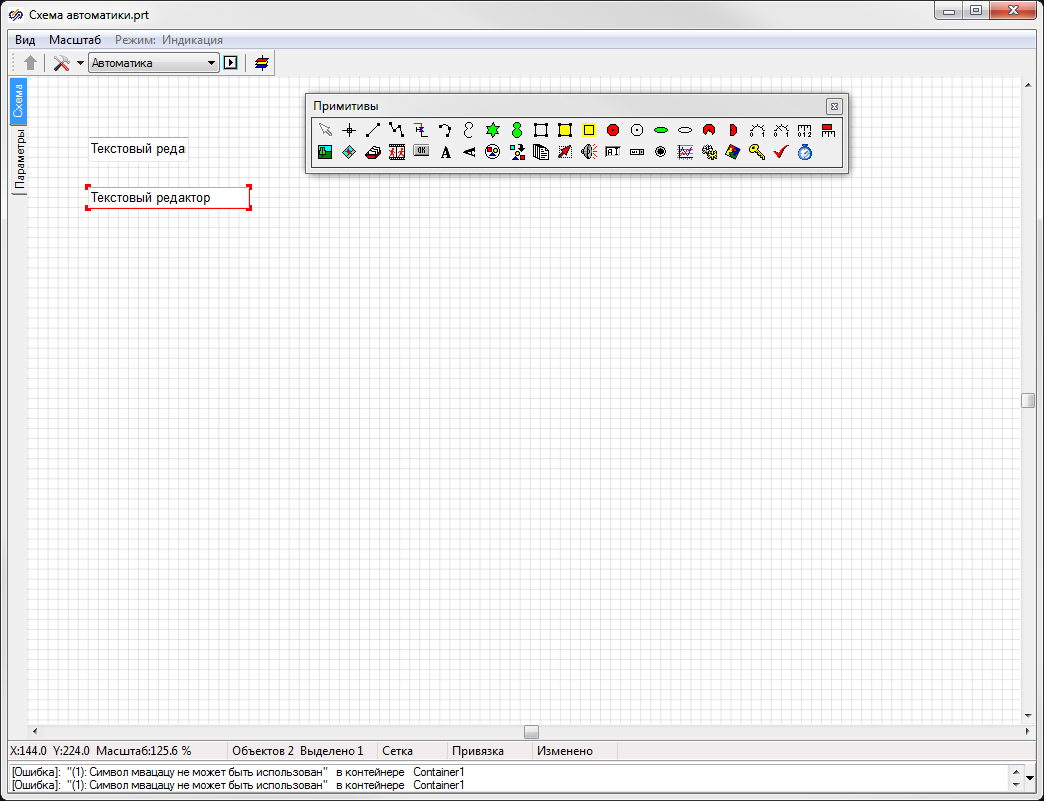 Схема автоматики.prt
Вид Масштаб Режим: Индикация
Автоматика
Схема
Параметры
Примитивы
OK
A
Текстовый реда
Текстовый редактор
X:144.0 Y:224.0 Масштаб:125.6 % Объектов 2 Выделено 1 Сетка Привязка Изменено
[Ошибка]: "(1): Символ мвацацу не может быть использован" в контейнере Container1
[Ошибка]: "(1): Символ мвацацу не может быть использован" в контейнере Container1